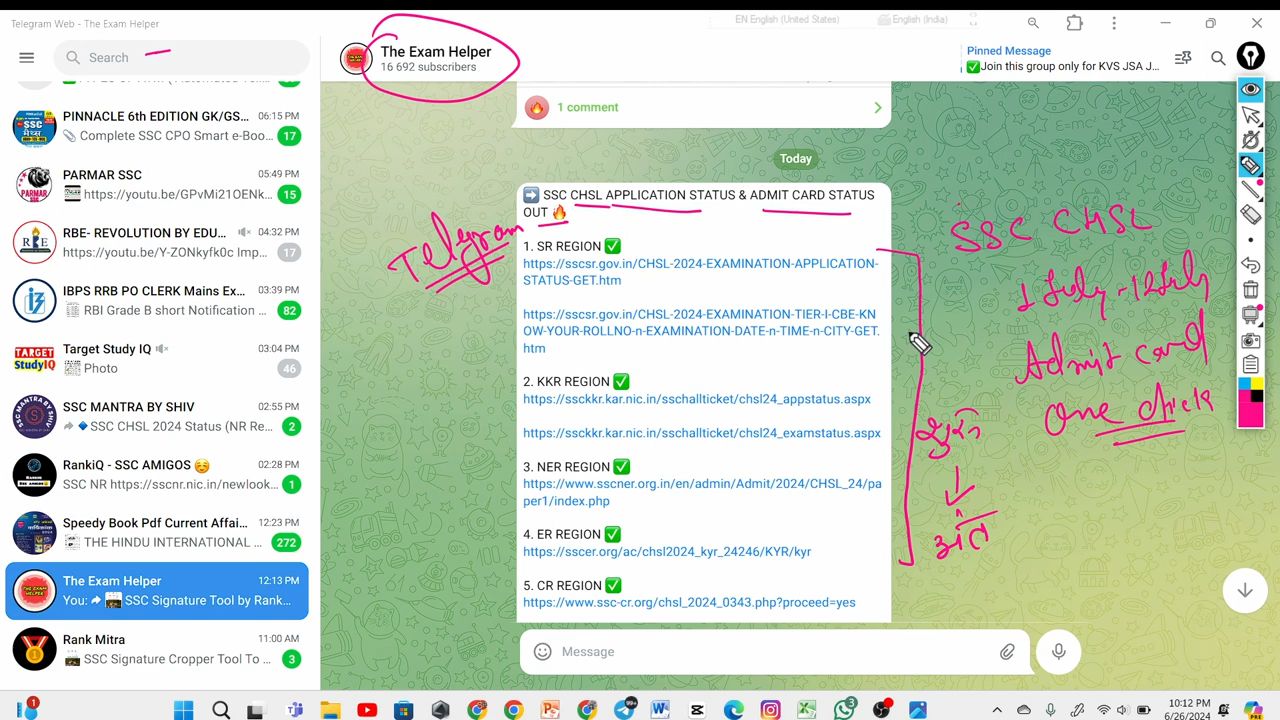 Telegram Web - The Exam Helper
EN English (United States)
English (India)
Search
The Exam Helper
16 692 subscribers
Pinned Message
✅Join this group only for KVS JSA J...
PINNACLE 6th EDITION GK/GS...
06:15 PM
Complete SSC CPO Smart e-Boo...
17
PARMAR SSC
05:49 PM
https://youtu.be/GPvMi21OENk...
15
RBE- REVOLUTION BY EDU...
04:32 PM
https://youtu.be/Y-ZONkyfk0c Imp...
17
IBPS RRB PO CLERK Mains Ex...
03:39 PM
RBI Grade B short Notification ...
82
Target Study IQ
03:04 PM
Photo
46
SSC MANTRA BY SHIV
02:55 PM
🔷SSC CHSL 2024 Status (NR Re...
2
RankiQ - SSC AMIGOS ☺️
02:28 PM
SSC NR https://sscnr.nic.in/newlook...
1
Speedy Book Pdf Current Affai...
12:23 PM
THE HINDU INTERNATIONAL ...
272
The Exam Helper
12:13 PM
You: SSC Signature Tool by Rank...
Rank Mitra
11:00 AM
SSC Signature Cropper Tool To ...
3
1 comment
Today
➡️ SSC CHSL APPLICATION STATUS & ADMIT CARD STATUS
OUT 🔥
1. SR REGION ✅
https://sscsr.gov.in/CHSL-2024-EXAMINATION-APPLICATION-
STATUS-GET.htm
https://sscsr.gov.in/CHSL-2024-EXAMINATION-TIER-I-CBE-KN
OW-YOUR-ROLLNO-n-EXAMINATION-DATE-n-TIME-n-CITY-GET.
htm
2. KKR REGION ✅
https://ssckkr.kar.nic.in/sschallticket/chsl24_appstatus.aspx
https://ssckkr.kar.nic.in/sschallticket/chsl24_examstatus.aspx
3. NER REGION ✅
https://www.sscner.org.in/en/admin/Admit/2024/CHSL_24/pa
per1/index.php
4. ER REGION ✅
https://sscer.org/ac/chsl2024_kyr_24246/KYR/kyr
5. CR REGION ✅
https://www.ssc-cr.org/chsl_2024_0343.php?proceed=yes
Message
Telegram
SSC CHSL
1 July - 12 July
Admit card
one click
अंत
10:12 PM
6/26/2024
1
99+
3